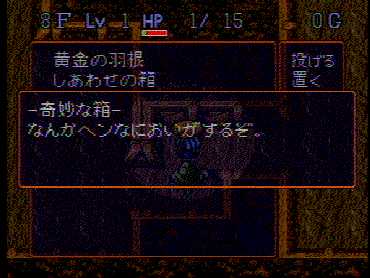 8F Lv 1 HP 1/ 15 0G
黄金の羽根
しあわせの箱
投げる
置く
-奇妙な箱-
なんかヘンなにおいがするぞ。